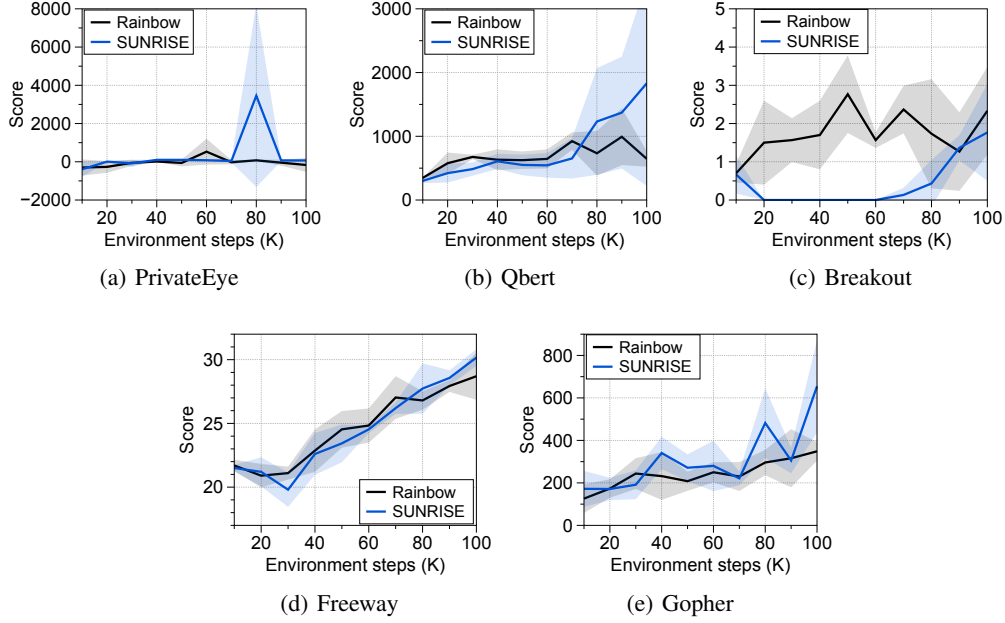 8000
6000
4000
2000
0
−2000
Score
Rainbow
SUNRISE
20 40 60 80 100
Environment steps (K)
(a) PrivateEye
3000
2000
1000
0
Score
Rainbow
SUNRISE
20 40 60 80 100
Environment steps (K)
(b) Qbert
5
4
3
2
1
0
Score
Rainbow
SUNRISE
20 40 60 80 100
Environment steps (K)
(c) Breakout
30
25
20
Score
Rainbow
SUNRISE
20 40 60 80 100
Environment steps (K)
(d) Freeway
800
600
400
200
0
Score
Rainbow
SUNRISE
20 40 60 80 100
Environment steps (K)
(e) Gopher